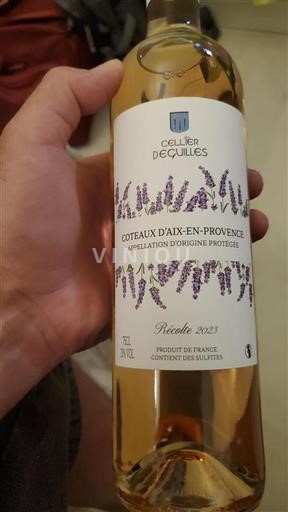 CELLIER
D'EGUILLES
COTEAUX D'AIX-EN-PROVENCE
APPELLATION D'ORIGINE PROTÉGÉE
VINTOU
Récolte 2023
75CL
13% VOL
PRODUIT DE FRANCE
CONTIENT DES SULFITES